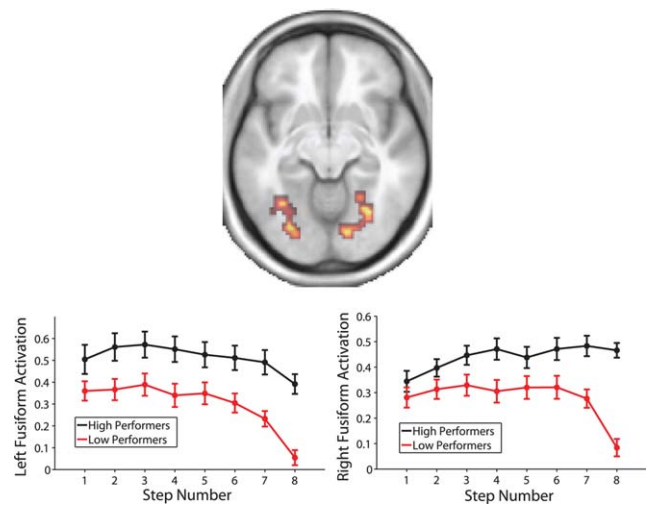 Left Fusiform Activation
0.6
0.5
0.4
0.3
0.2
0.1
0
High Performers
Low Performers
1 2 3 4 5 6 7 8
Step Number
Right Fusiform Activation
0.6
0.5
0.4
0.3
0.2
0.1
0
High Performers
Low Performers
1 2 3 4 5 6 7 8
Step Number